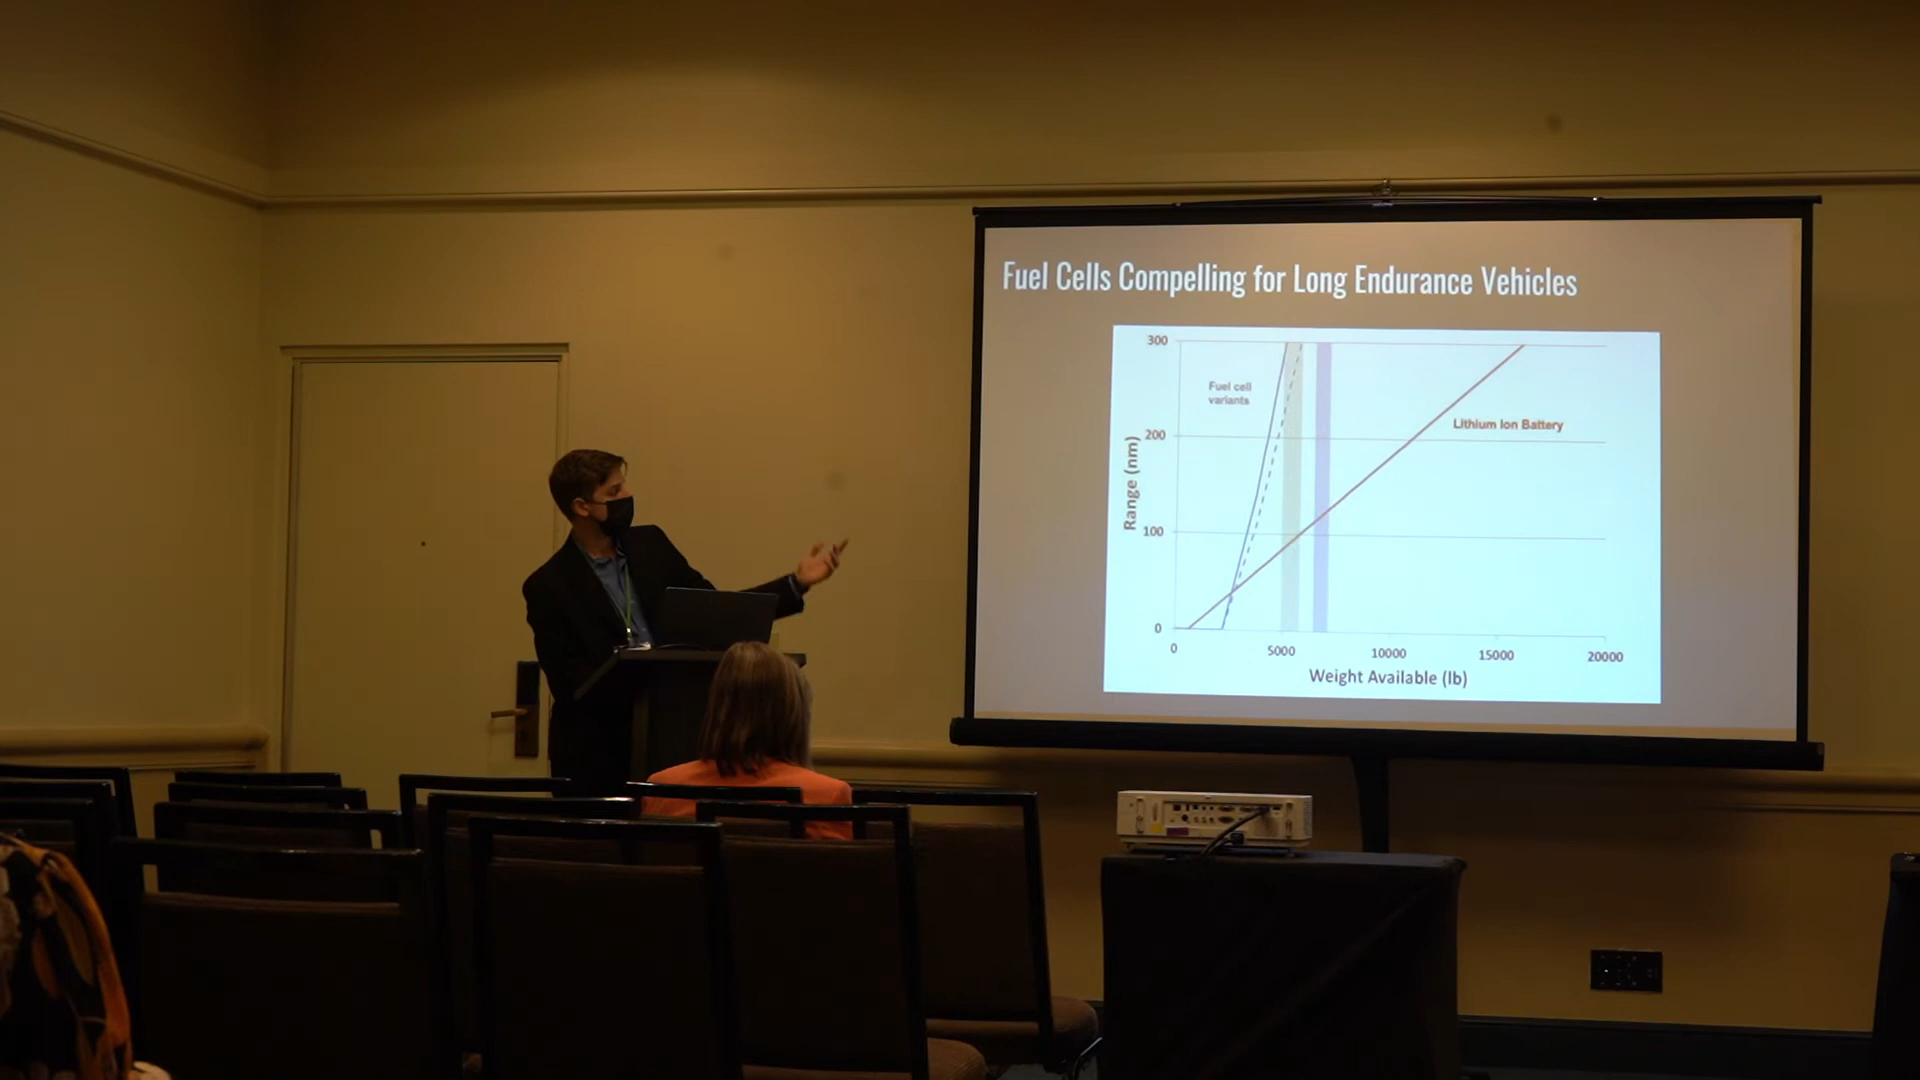 Fuel Cells Compelling for Long Endurance Vehicles
300
Fuel cell
variants
Lithium Ion Battery
200
Range (nm)
100
0
0 5000 10000 15000 20000
Weight Available (lb)